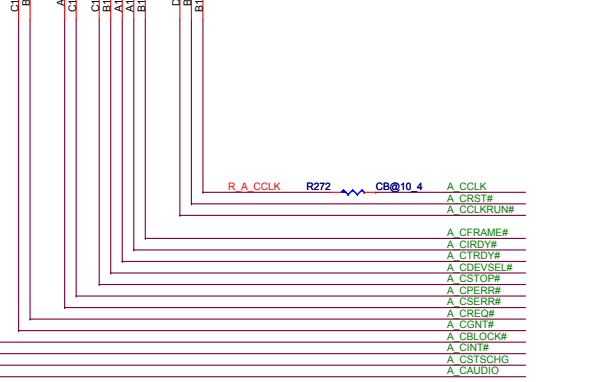 R_A_CCLK R272 CB@10_4 A_CCLK
A_CRST#
A_CCLKRUN#
A_CFRAME#
A_CIRDY#
A_CTRDY#
A_CDEVSEL#
A_CSTOP#
A_CPERR#
A_CSERR#
A_CREQ#
A_CGNT#
A_CBLOCK#
A_CINT#
A_CSTSCHG
A_CAUDIO